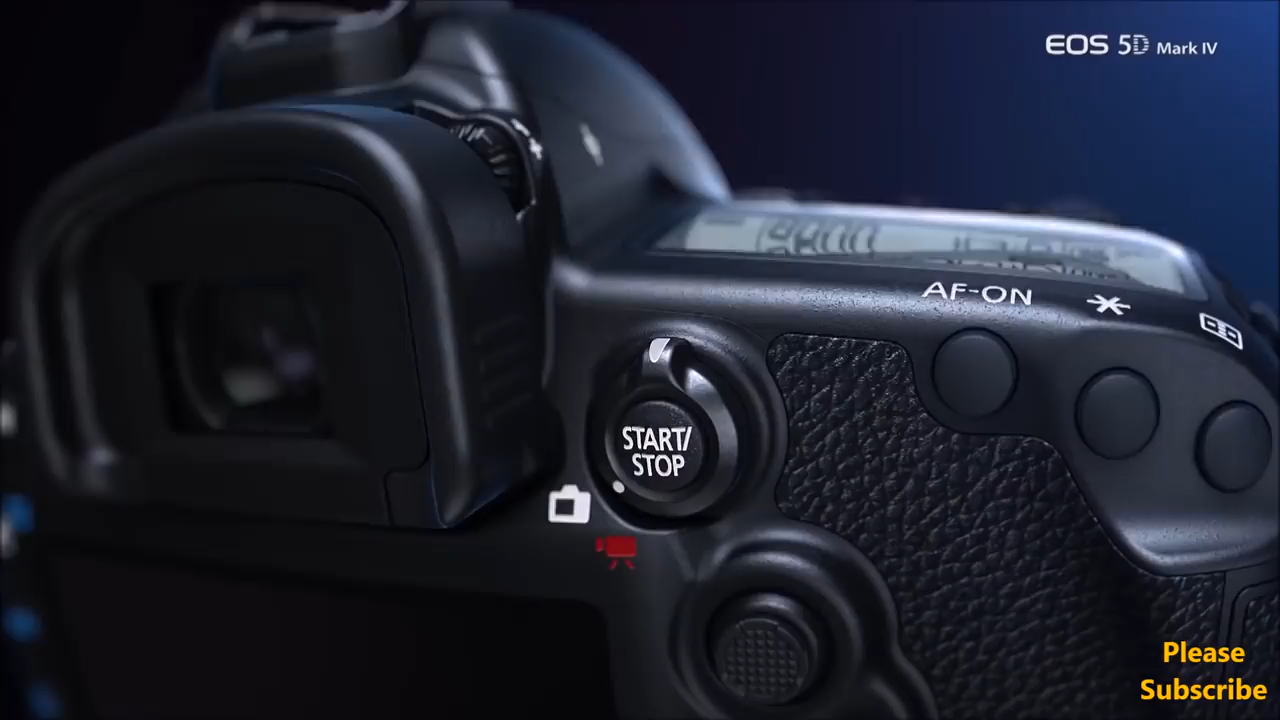 EOS 5D Mark IV
AF-ON
START/
STOP
Please
Subscribe